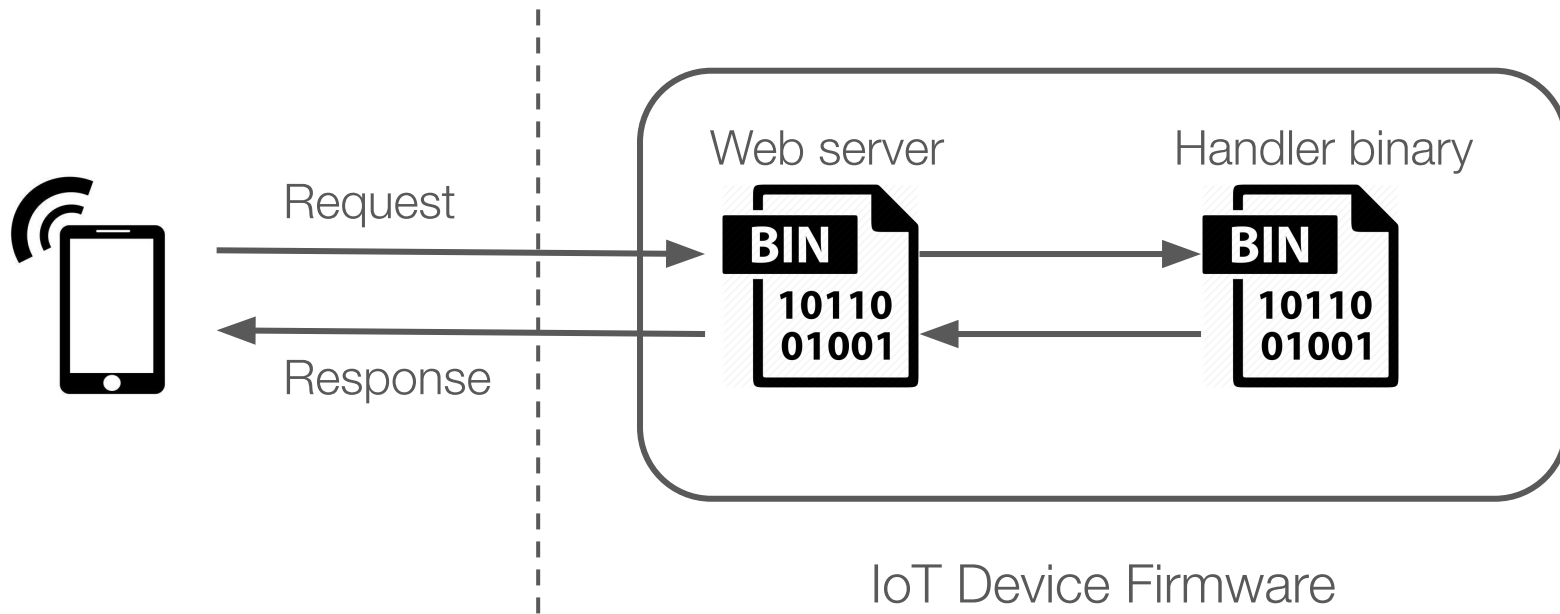 Web server
Handler binary
Request
BIN
10110
01001
BIN
10110
01001
Response
IoT Device Firmware